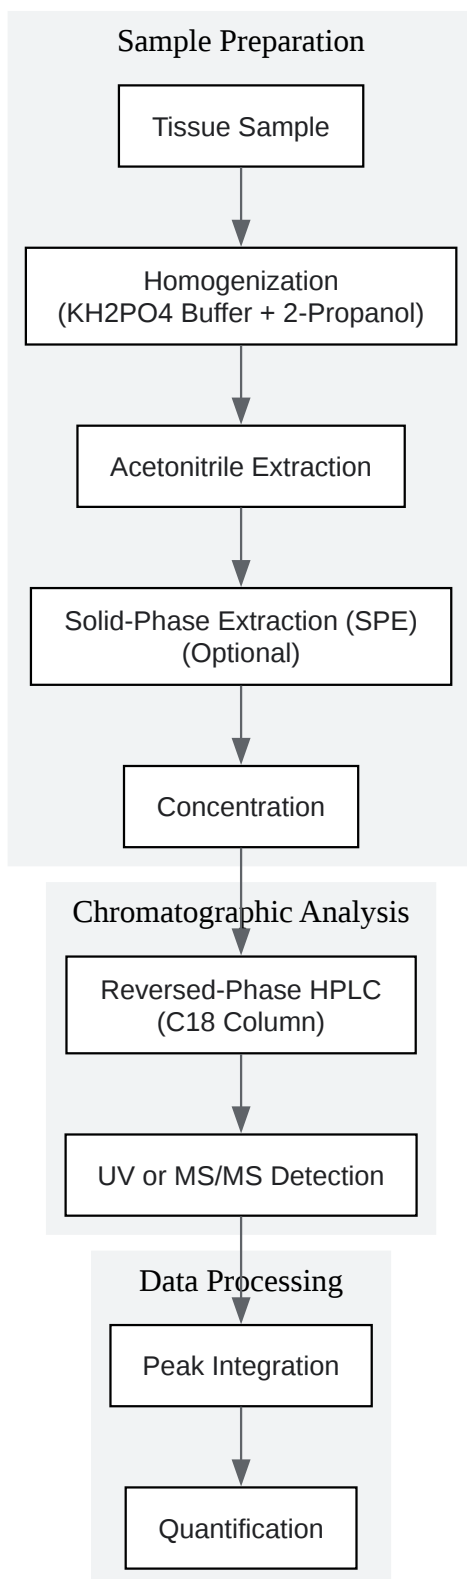 Sample Preparation
Tissue Sample
Homogenization
(KH2PO4 Buffer + 2-Propanol)
Acetonitrile Extraction
Solid-Phase Extraction (SPE)
(Optional)
Concentration
Chromatographic Analysis
Reversed-Phase HPLC
(C18 Column)
UV or MS/MS Detection
Data Processing
Peak Integration
Quantification